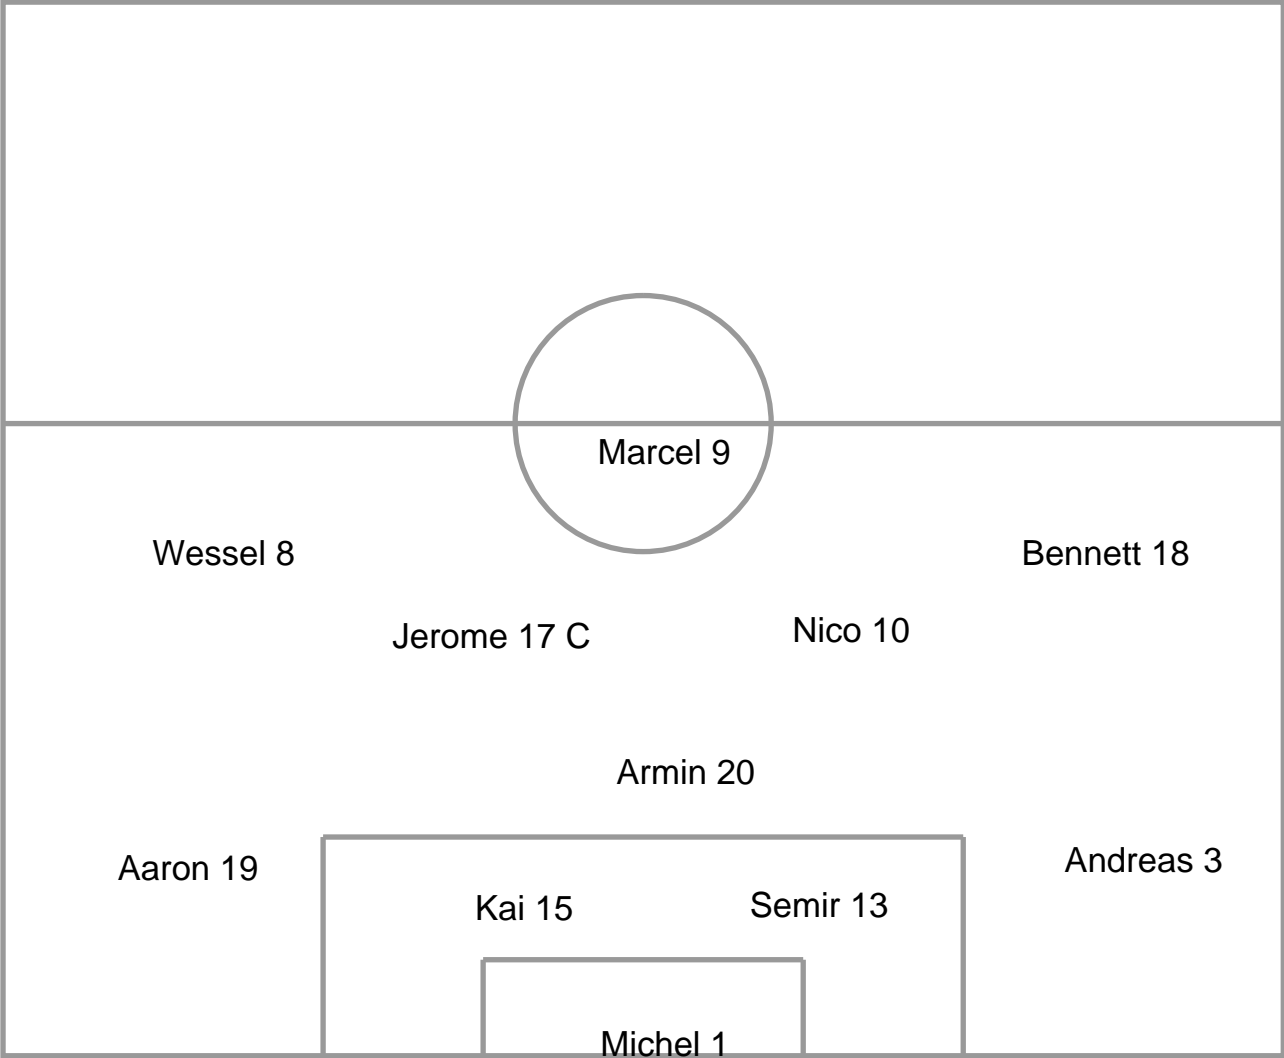 Marcel 9
Wessel 8
Bennett 18
Jerome 17 C
Nico 10
Armin 20
Aaron 19
Andreas 3
Kai 15
Semir 13
Michel 1